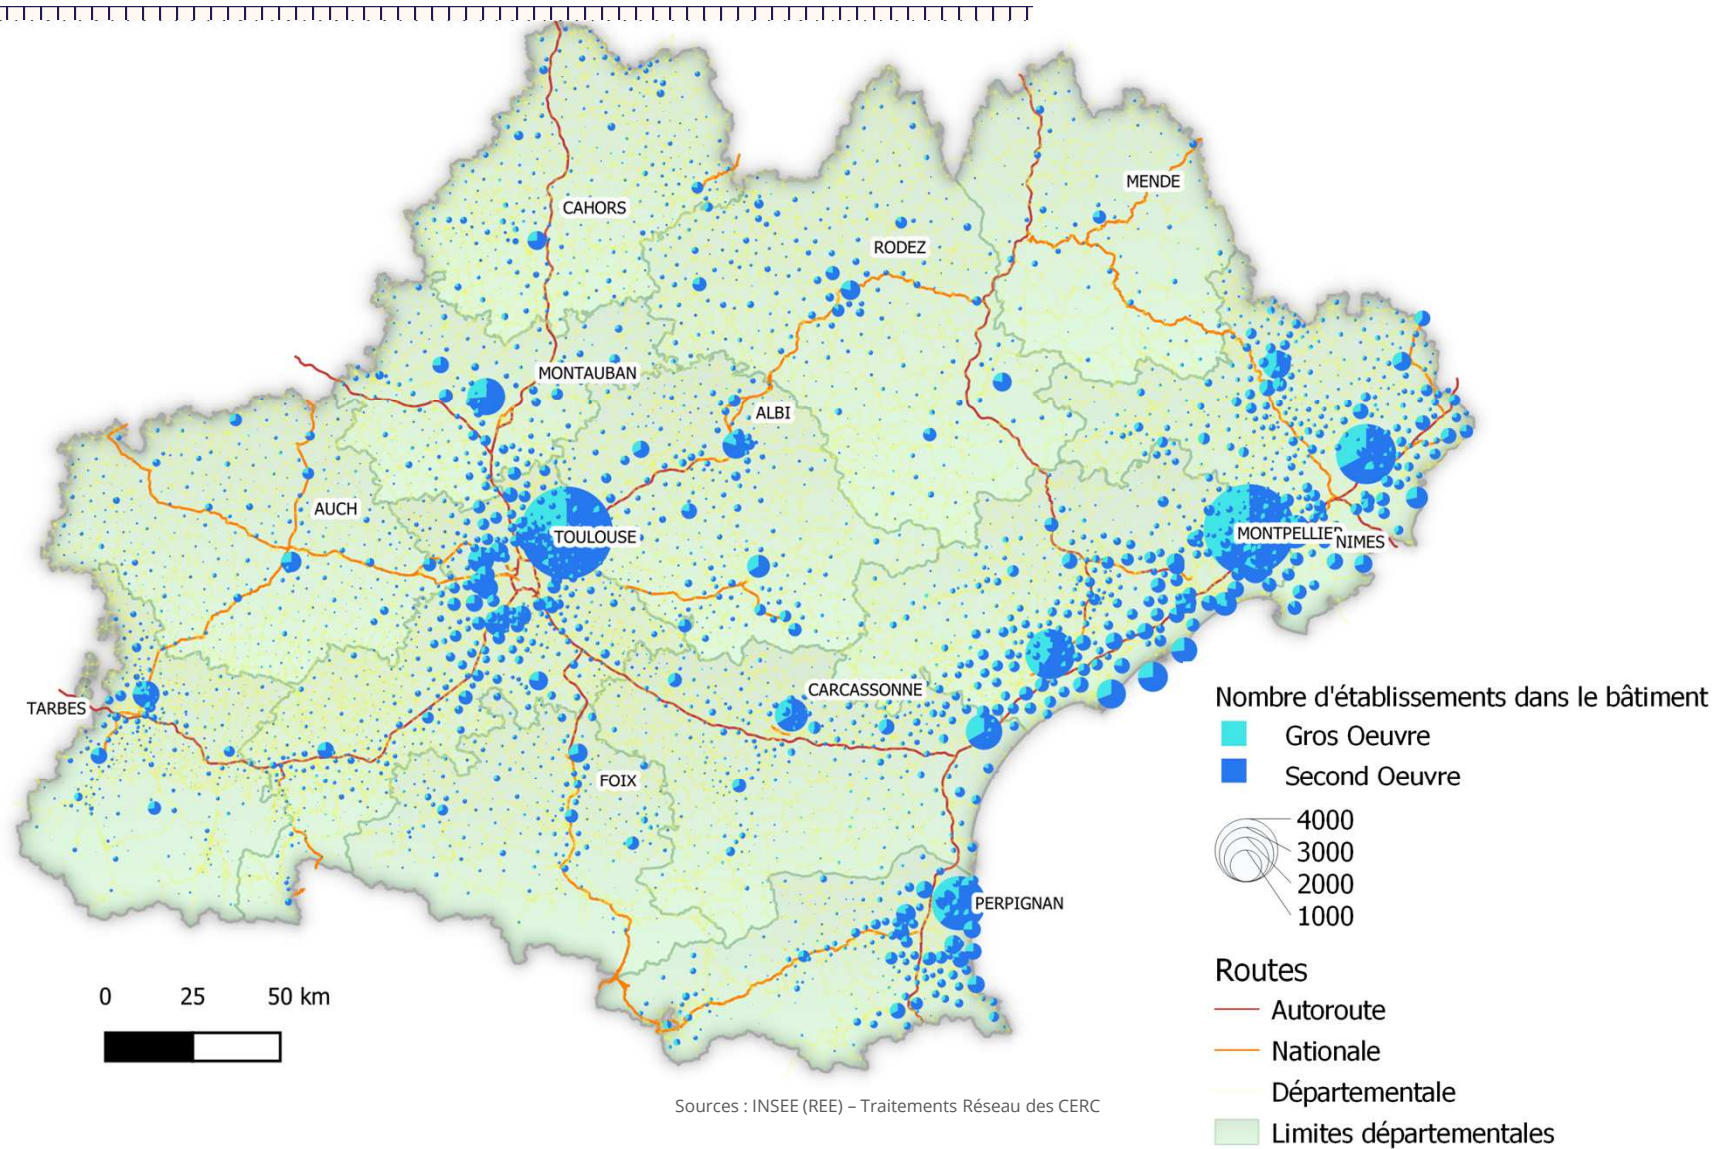 MENDE
CAHORS
RODEZ
MONTAUBAN
ALBI
AUCH
TOULOUSE
MONTPELLIER
NIMES
CARCASSONNE
TARBES
FOIX
PERPIGNAN
Nombre d'établissements dans le bâtiment
Gros Oeuvre
Second Oeuvre
4000
3000
2000
1000
Routes
Autoroute
Nationale
Départementale
Limites départementales
0 25 50 km
Sources : INSEE (REE) – Traitements Réseau des CERC